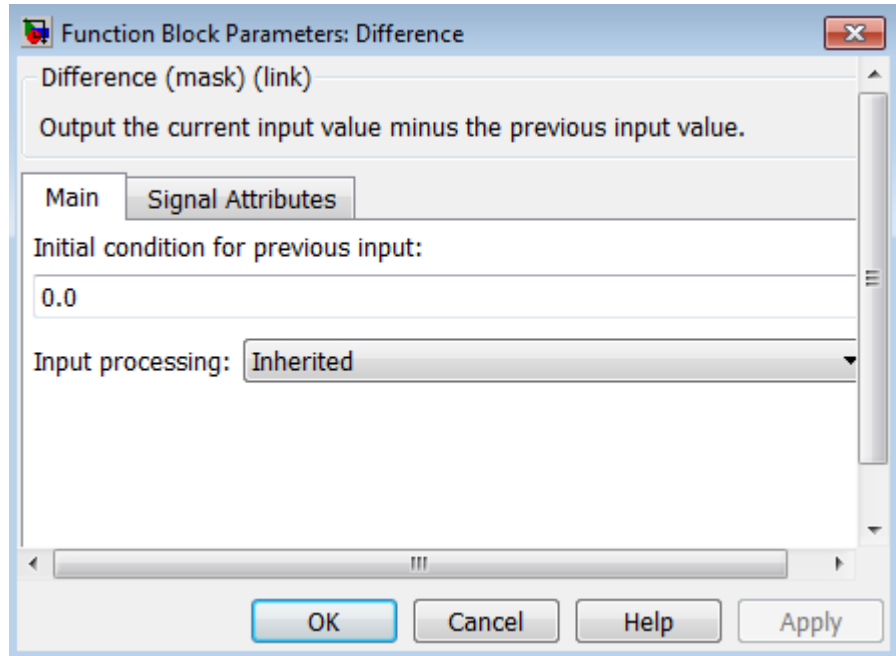 Function Block Parameters: Difference
Difference (mask) (link)
Output the current input value minus the previous input value.
Main Signal Attributes
Initial condition for previous input:
0.0
Input processing: Inherited
OK Cancel Help Apply